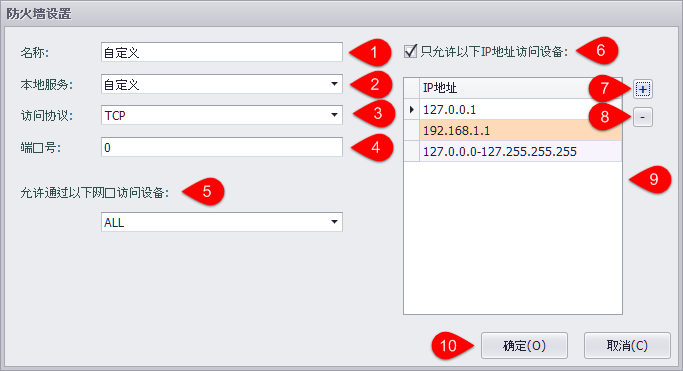 防火墙设置
名称:
自定义
1
本地服务:
自定义
2
访问协议:
TCP
3
端口号:
0
4
允许通过以下网口访问设备:
5
ALL
只允许以下IP地址访问设备:
6
IP地址
127.0.0.1
192.168.1.1
127.0.0.0-127.255.255.255
7
+
8
-
9
10
确定(O)
取消(C)